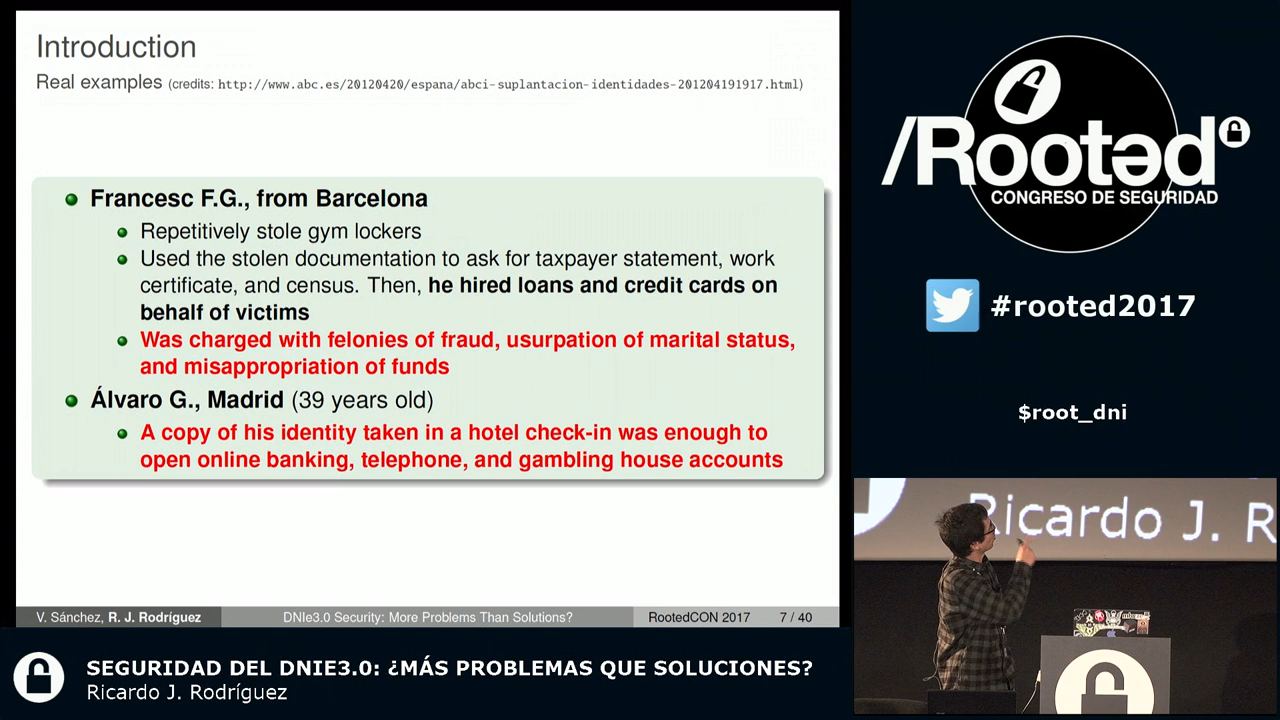 Introduction
Real examples (credits: http://www.abc.es/20120420/espana/abci-suplantacion-identidades-201204191917.html)
Francesc F.G., from Barcelona
Repetitively stole gym lockers
Used the stolen documentation to ask for taxpayer statement, work
certificate, and census. Then, he hired loans and credit cards on
behalf of victims
Was charged with felonies of fraud, usurpation of marital status,
and misappropriation of funds
Álvaro G., Madrid (39 years old)
A copy of his identity taken in a hotel check-in was enough to
open online banking, telephone, and gambling house accounts
V. Sánchez, R. J. Rodríguez
DNIe3.0 Security: More Problems Than Solutions?
RootedCON 2017
7 / 40
/Rootəd
CONGRESO DE SEGURIDAD
#rooted2017
$root_dni
Ricardo J. R
SEGURIDAD DEL DNIE3.0: ¿MÁS PROBLEMAS QUE SOLUCIONES?
Ricardo J. Rodríguez